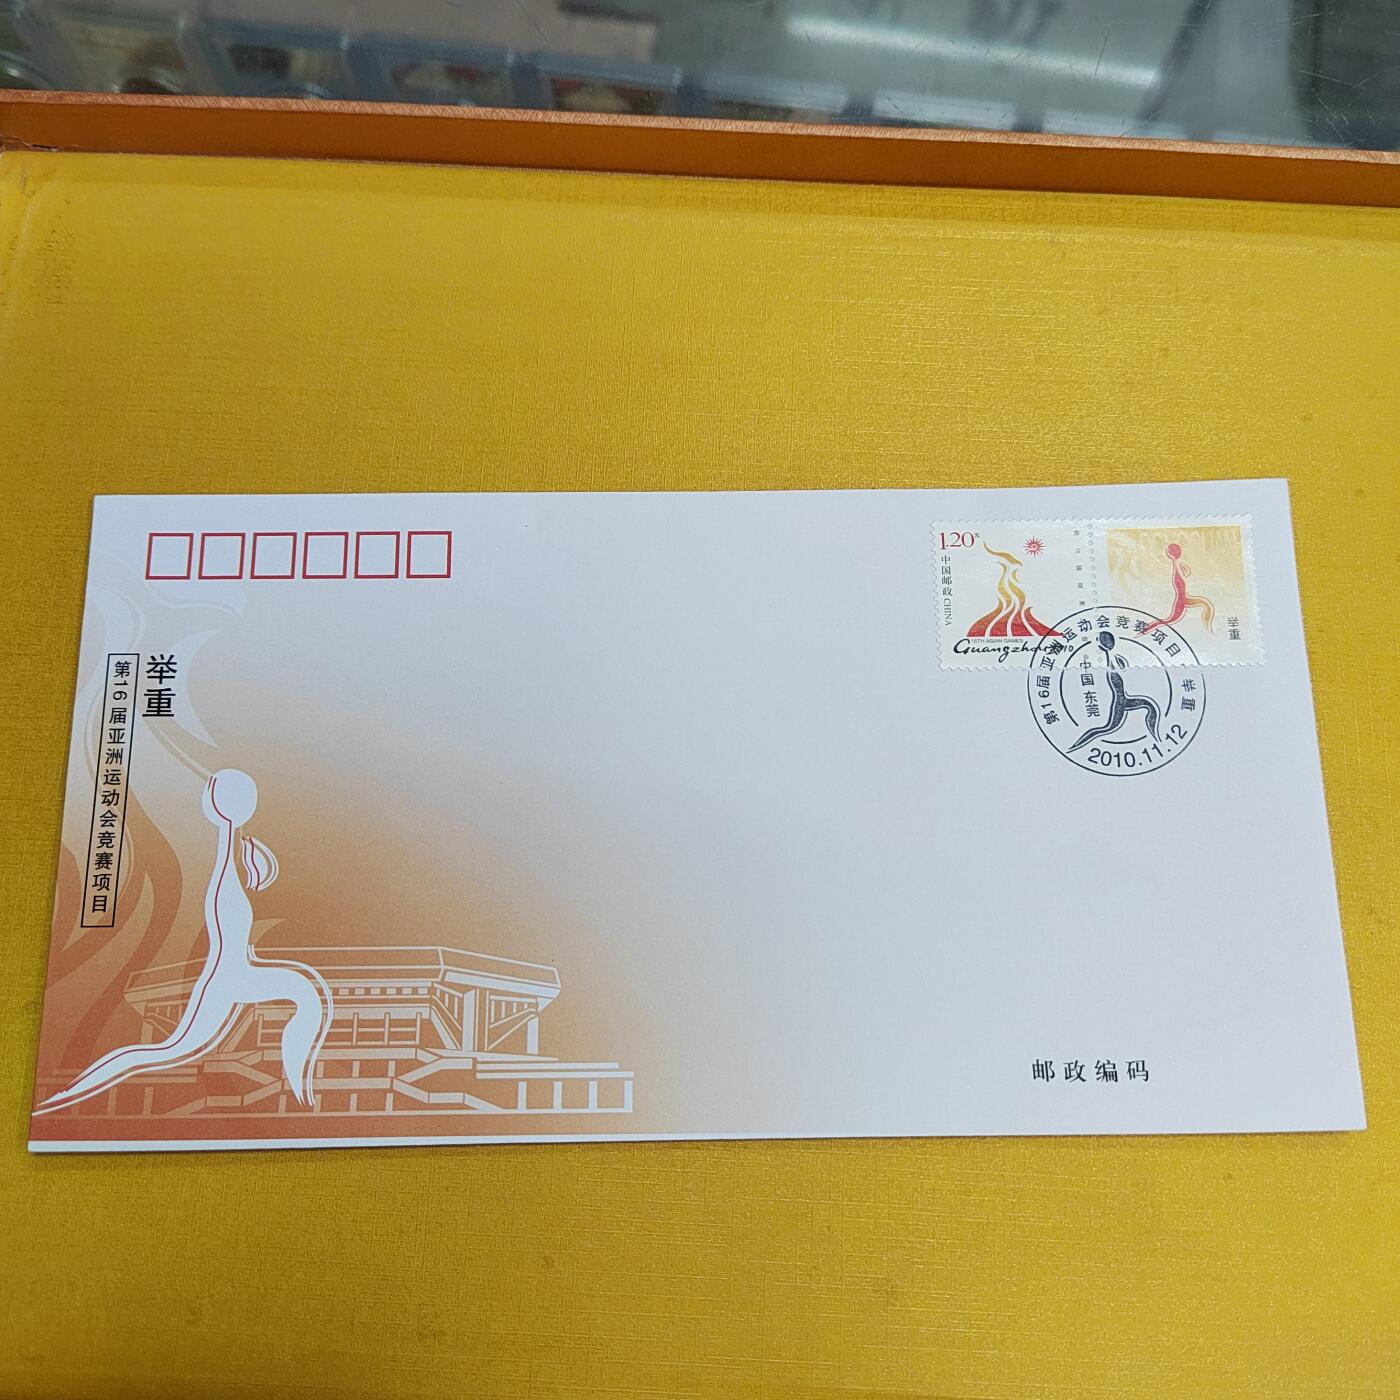 举重
第16届亚洲运动会竞赛项目
1.20元
中国邮政 CHINA
16TH ASIAN GAMES
Guangzhou 2010
举重
第16届亚洲运动会竞赛项目 举重
中国 东莞
2010.11.12
邮政编码